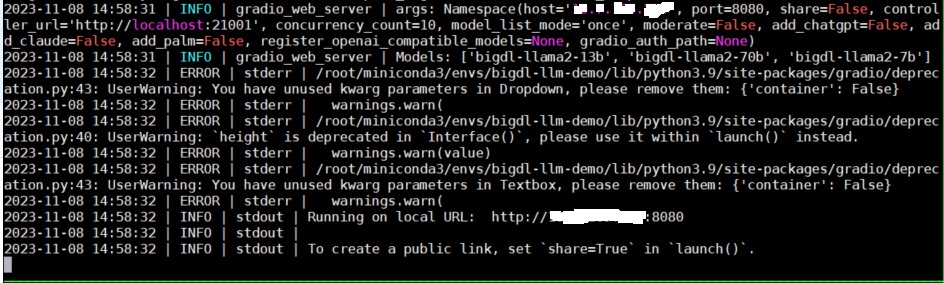 2023-11-08 14:58:31 | INFO | gradio_web_server | args: Namespace(host=' ', port=8080, share=False, control
ler_url='http://localhost:21001', concurrency_count=10, model_list_mode='once', moderate=False, add_chatgpt=False, ad
d_claude=False, add_palm=False, register_openai_compatible_models=None, gradio_auth_path=None)
2023-11-08 14:58:31 | INFO | gradio_web_server | Models: ['bigdl-llama2-13b', 'bigdl-llama2-70b', 'bigdl-llama2-7b']
2023-11-08 14:58:32 | ERROR | stderr | /root/miniconda3/envs/bigdl-llm-demo/lib/python3.9/site-packages/gradio/deprec
ation.py:43: UserWarning: You have unused kwarg parameters in Dropdown, please remove them: {'container': False}
2023-11-08 14:58:32 | ERROR | stderr |   warnings.warn(
2023-11-08 14:58:32 | ERROR | stderr | /root/miniconda3/envs/bigdl-llm-demo/lib/python3.9/site-packages/gradio/deprec
ation.py:40: UserWarning: `height` is deprecated in `Interface()`, please use it within `launch()` instead.
2023-11-08 14:58:32 | ERROR | stderr |   warnings.warn(value)
2023-11-08 14:58:32 | ERROR | stderr | /root/miniconda3/envs/bigdl-llm-demo/lib/python3.9/site-packages/gradio/deprec
ation.py:43: UserWarning: You have unused kwarg parameters in Textbox, please remove them: {'container': False}
2023-11-08 14:58:32 | ERROR | stderr |   warnings.warn(
2023-11-08 14:58:32 | INFO | stdout | Running on local URL:  http:// :8080
2023-11-08 14:58:32 | INFO | stdout |
2023-11-08 14:58:32 | INFO | stdout | To create a public link, set `share=True` in `launch()`.